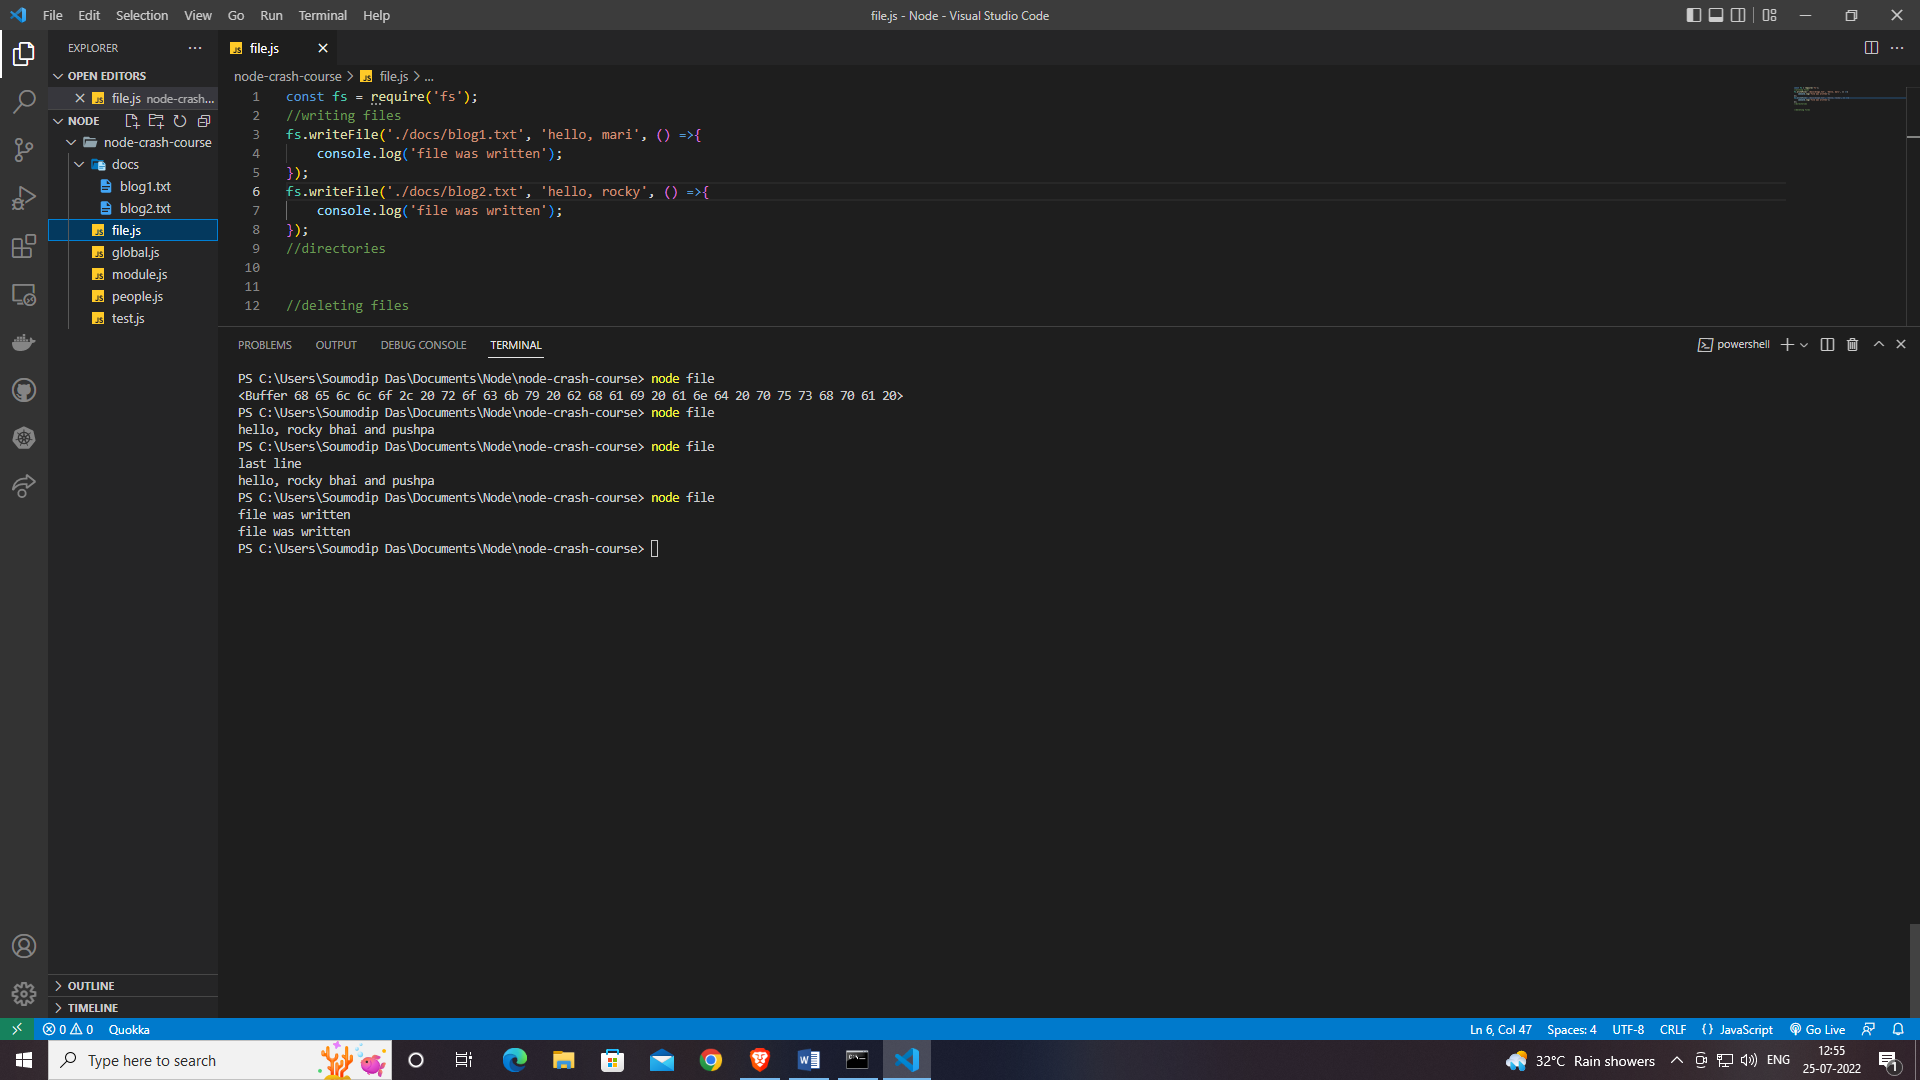 File Edit Selection View Go Run Terminal Help
file.js - Node - Visual Studio Code
EXPLORER
OPEN EDITORS
file.js node-crash...
NODE
node-crash-course
docs
blog1.txt
blog2.txt
file.js
global.js
module.js
people.js
test.js
OUTLINE
TIMELINE
file.js
node-crash-course > file.js > ...
1 const fs = require('fs');
2 //writing files
3 fs.writeFile('./docs/blog1.txt', 'hello, mari', () =>{
4 console.log('file was written');
5 });
6 fs.writeFile('./docs/blog2.txt', 'hello, rocky', () =>{
7 console.log('file was written');
8 });
9 //directories
10
11
12 //deleting files
PROBLEMS OUTPUT DEBUG CONSOLE TERMINAL
powershell
PS C:\Users\Soumodip Das\Documents\Node\node-crash-course> node file
<Buffer 68 65 6c 6c 6f 2c 20 72 6f 63 6b 79 20 62 68 61 69 20 61 6e 64 20 70 75 73 68 70 61 20>
PS C:\Users\Soumodip Das\Documents\Node\node-crash-course> node file
hello, rocky bhai and pushpa
PS C:\Users\Soumodip Das\Documents\Node\node-crash-course> node file
last line
hello, rocky bhai and pushpa
PS C:\Users\Soumodip Das\Documents\Node\node-crash-course> node file
file was written
file was written
PS C:\Users\Soumodip Das\Documents\Node\node-crash-course>
0 0 Quokka
Ln 6, Col 47 Spaces: 4 UTF-8 CRLF {} JavaScript Go Live
Type here to search
32°C Rain showers
ENG
12:55
25-07-2022
1